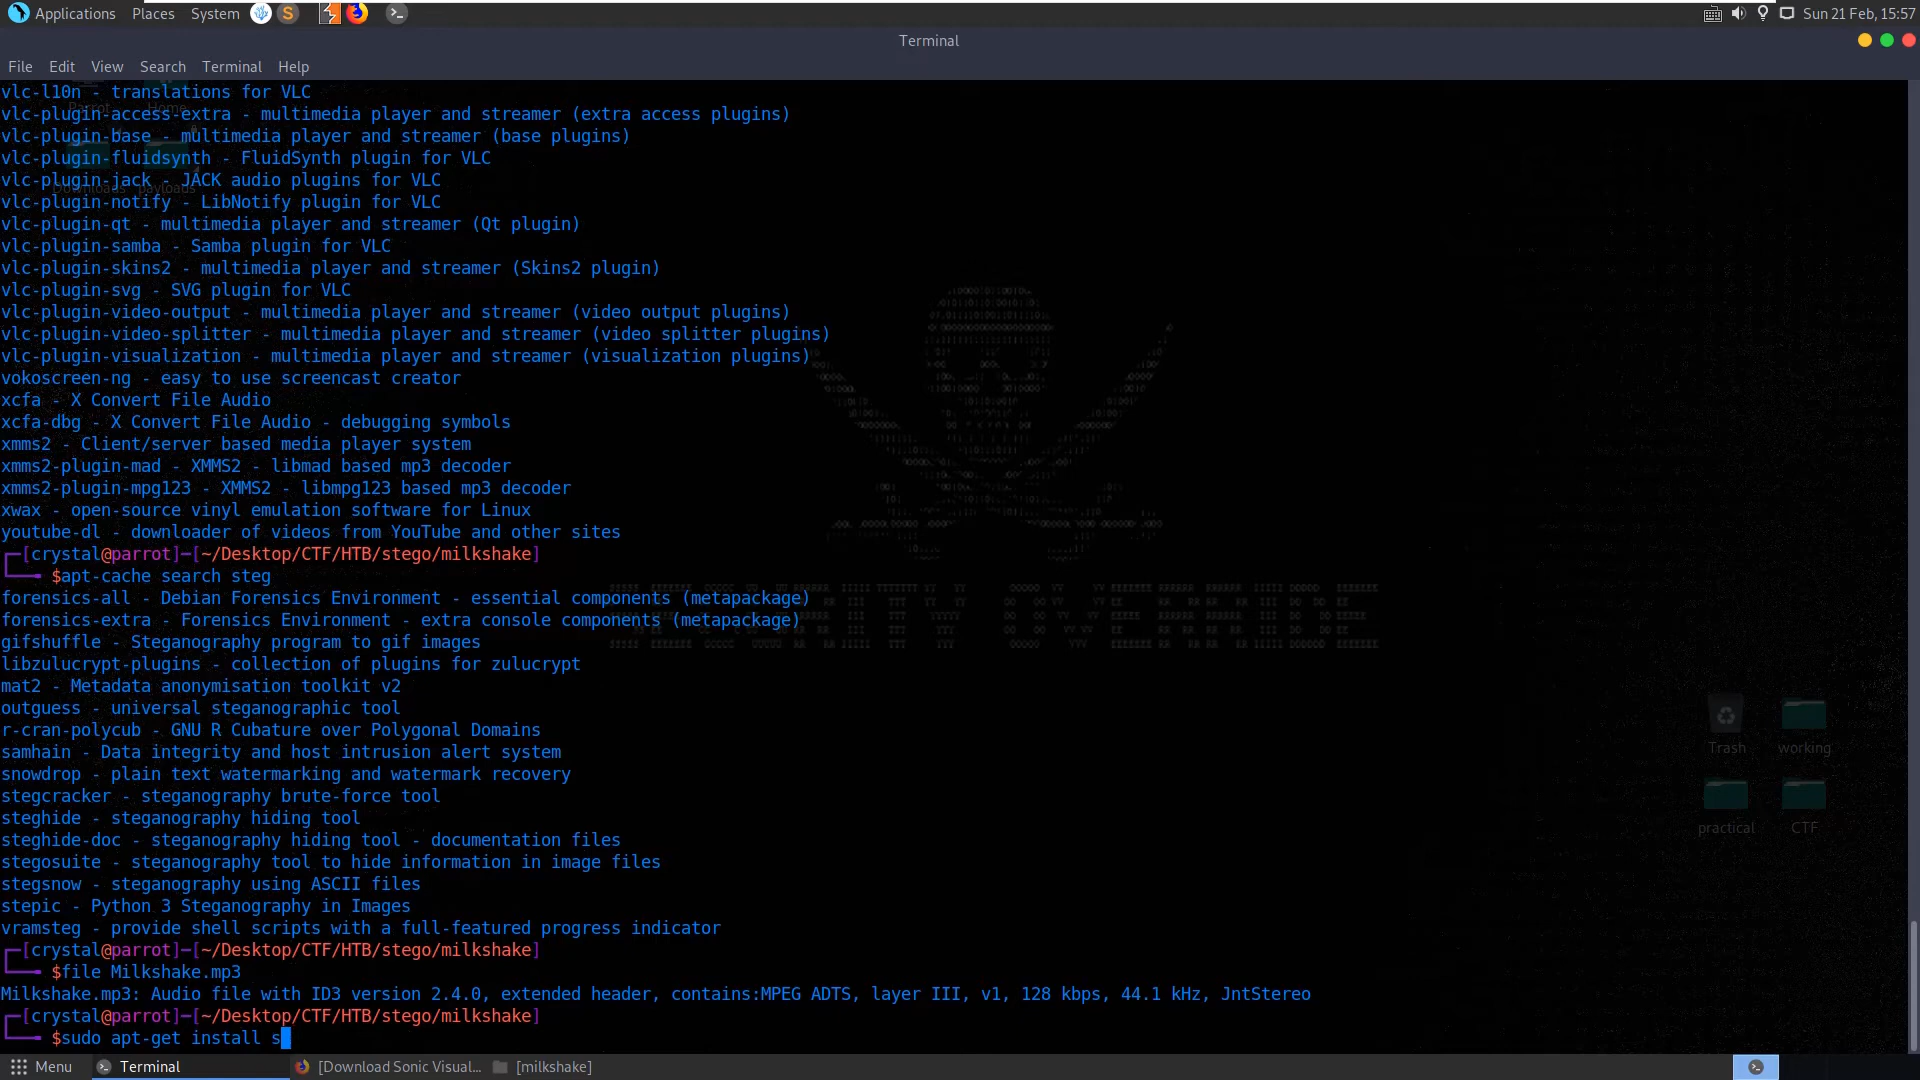 Applications Places System Sun 21 Feb, 15:57
Terminal
File Edit View Search Terminal Help
vlc-l10n - translations for VLC
vlc-plugin-access-extra - multimedia player and streamer (extra access plugins)
vlc-plugin-base - multimedia player and streamer (base plugins)
vlc-plugin-fluidsynth - FluidSynth plugin for VLC
vlc-plugin-jack - JACK audio plugins for VLC
vlc-plugin-notify - LibNotify plugin for VLC
vlc-plugin-qt - multimedia player and streamer (Qt plugin)
vlc-plugin-samba - Samba plugin for VLC
vlc-plugin-skins2 - multimedia player and streamer (Skins2 plugin)
vlc-plugin-svg - SVG plugin for VLC
vlc-plugin-video-output - multimedia player and streamer (video output plugins)
vlc-plugin-video-splitter - multimedia player and streamer (video splitter plugins)
vlc-plugin-visualization - multimedia player and streamer (visualization plugins)
vokoscreen-ng - easy to use screencast creator
xcfa - X Convert File Audio
xcfa-dbg - X Convert File Audio - debugging symbols
xmms2 - Client/server based media player system
xmms2-plugin-mad - XMMS2 - libmad based mp3 decoder
xmms2-plugin-mpg123 - XMMS2 - libmpg123 based mp3 decoder
xwax - open-source vinyl emulation software for Linux
youtube-dl - downloader of videos from YouTube and other sites
[crystal@parrot]─[~/Desktop/CTF/HTB/stego/milkshake]
$apt-cache search steg
forensics-all - Debian Forensics Environment - essential components (metapackage)
forensics-extra - Forensics Environment - extra console components (metapackage)
gifshuffle - Steganography program to gif images
libzulucrypt-plugins - collection of plugins for zulucrypt
mat2 - Metadata anonymisation toolkit v2
outguess - universal steganographic tool
r-cran-polycub - GNU R Cubature over Polygonal Domains
samhain - Data integrity and host intrusion alert system
snowdrop - plain text watermarking and watermark recovery
stegcracker - steganography brute-force tool
steghide - steganography hiding tool
steghide-doc - steganography hiding tool - documentation files
stegosuite - steganography tool to hide information in image files
stegsnow - steganography using ASCII files
stepic - Python 3 Steganography in Images
vramsteg - provide shell scripts with a full-featured progress indicator
[crystal@parrot]─[~/Desktop/CTF/HTB/stego/milkshake]
$file Milkshake.mp3
Milkshake.mp3: Audio file with ID3 version 2.4.0, extended header, contains:MPEG ADTS, layer III, v1, 128 kbps, 44.1 kHz, JntStereo
[crystal@parrot]─[~/Desktop/CTF/HTB/stego/milkshake]
$sudo apt-get install s
Parrot Home
Downloads payloads
SECURITY OVERRIDE
Trash working
practical CTF
Menu Terminal [Download Sonic Visual... [milkshake]